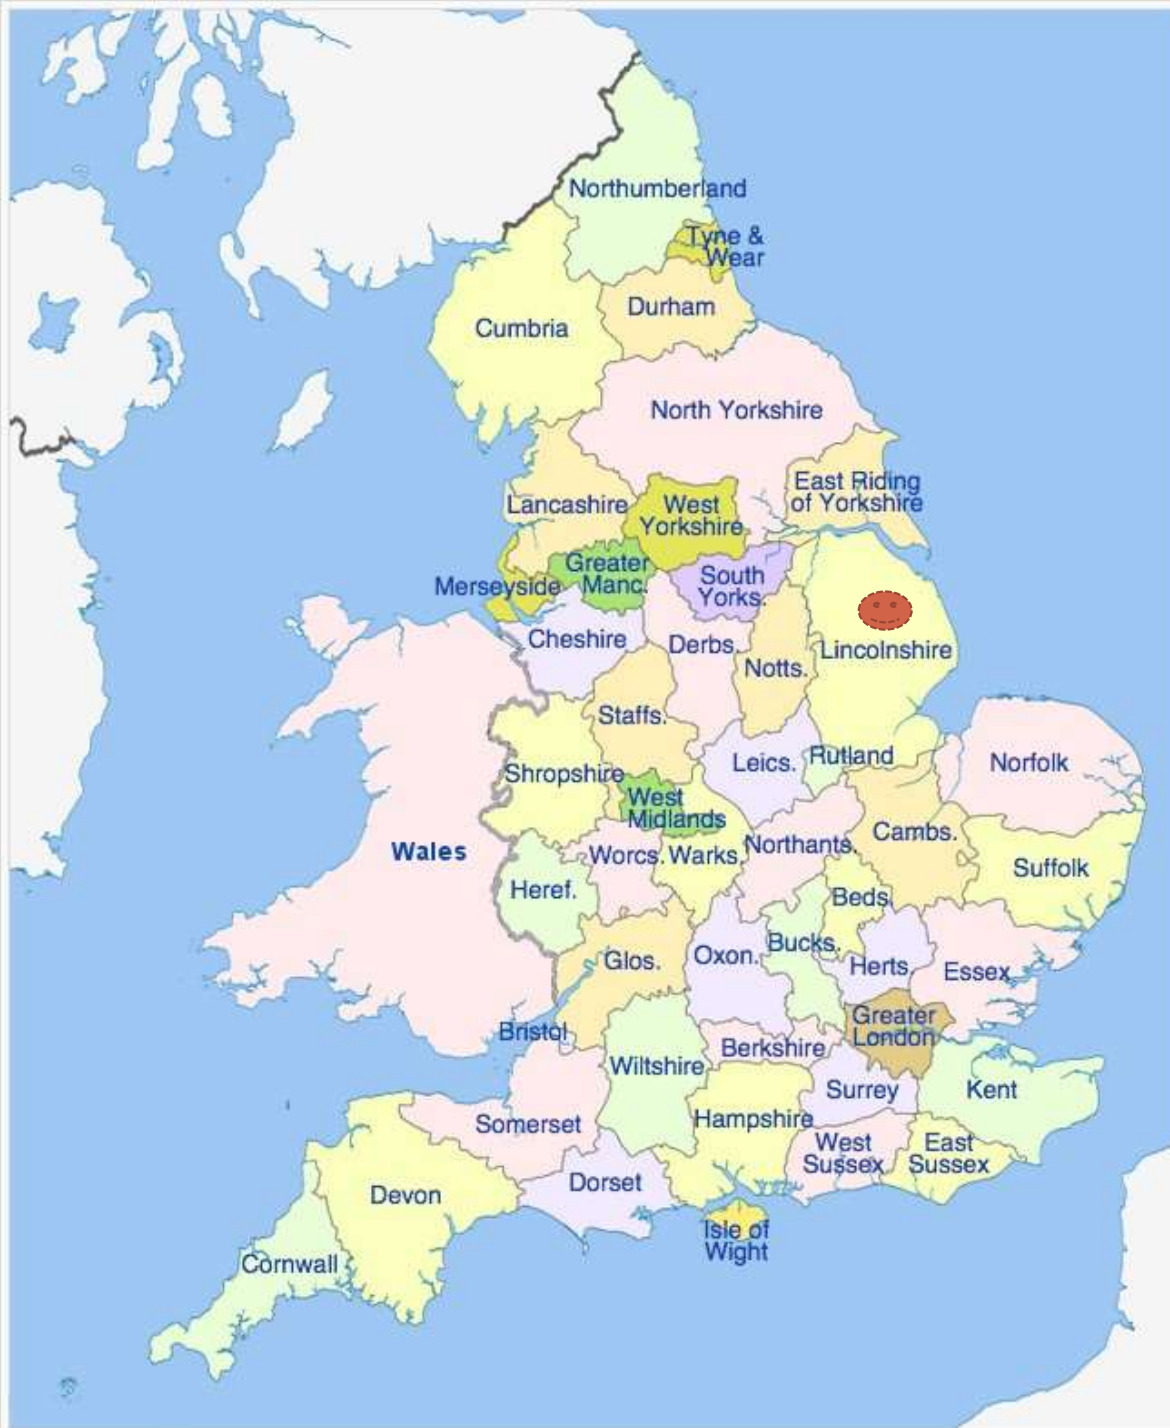 Northumberland
Tyne &
Wear
Durham
Cumbria
North Yorkshire
East Riding
of Yorkshire
Lancashire
West
Yorkshire
Greater
Manc.
South
Yorks.
Merseyside
Cheshire
Derbs.
Notts.
Lincolnshire
Staffs.
Leics.
Rutland
Norfolk
Shropshire
West
Midlands
Cambs.
Northants.
Wales
Worcs.
Warks.
Suffolk
Heref.
Beds.
Glos.
Oxon.
Bucks.
Herts.
Essex
Bristol
Greater
London
Berkshire
Wiltshire
Surrey
Kent
Somerset
Hampshire
West
Sussex
East
Sussex
Dorset
Devon
Isle of
Wight
Cornwall